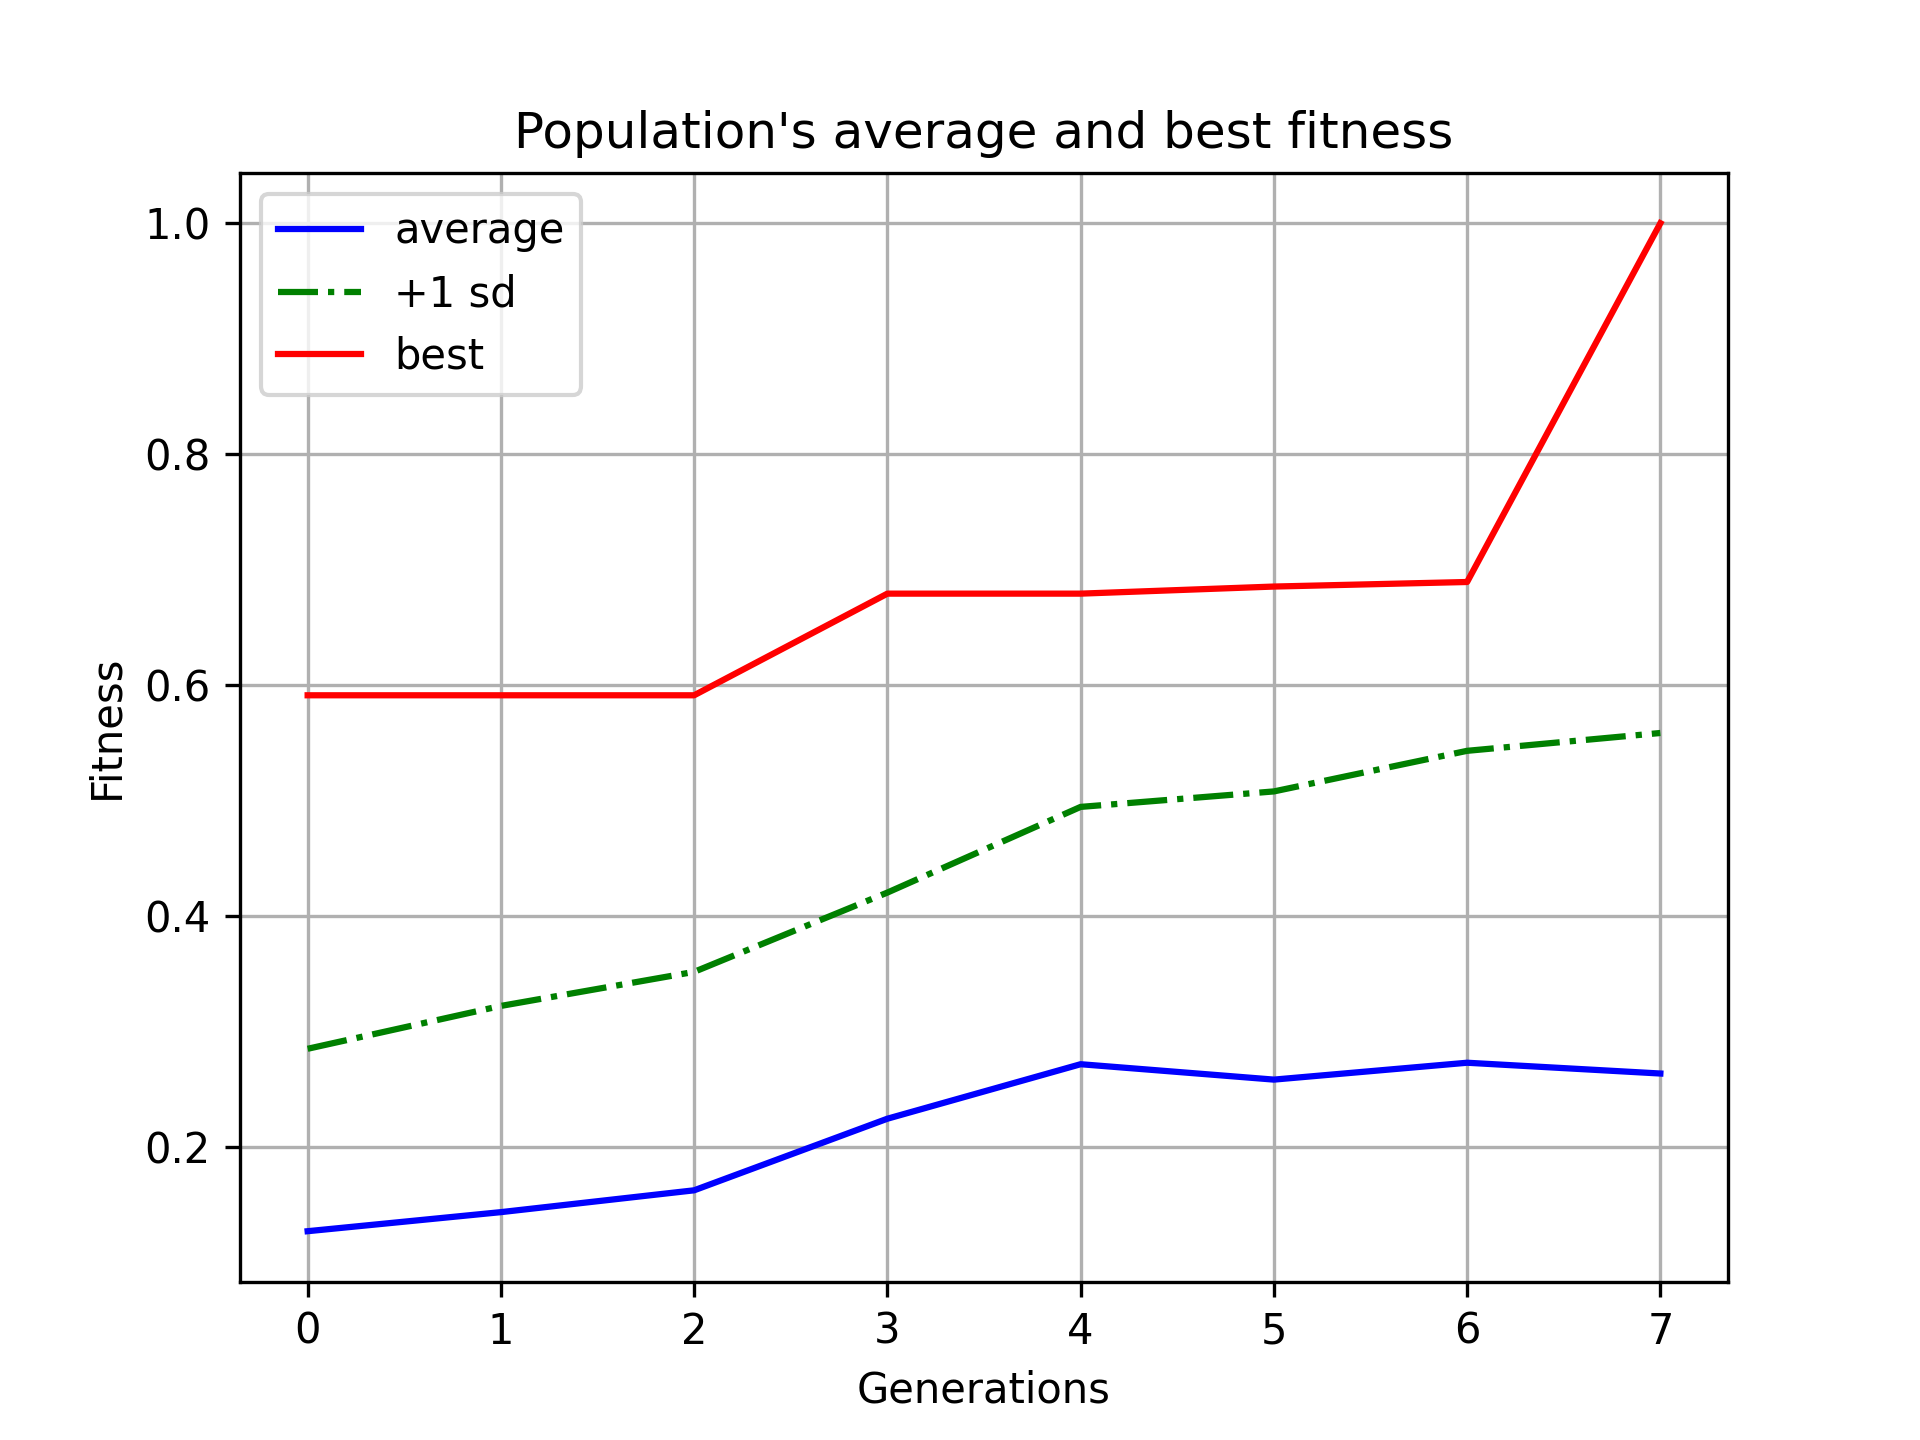 Population's average and best fitness
average
+1 sd
best
1.0
0.8
0.6
0.4
0.2
Fitness
0 1 2 3 4 5 6 7
Generations